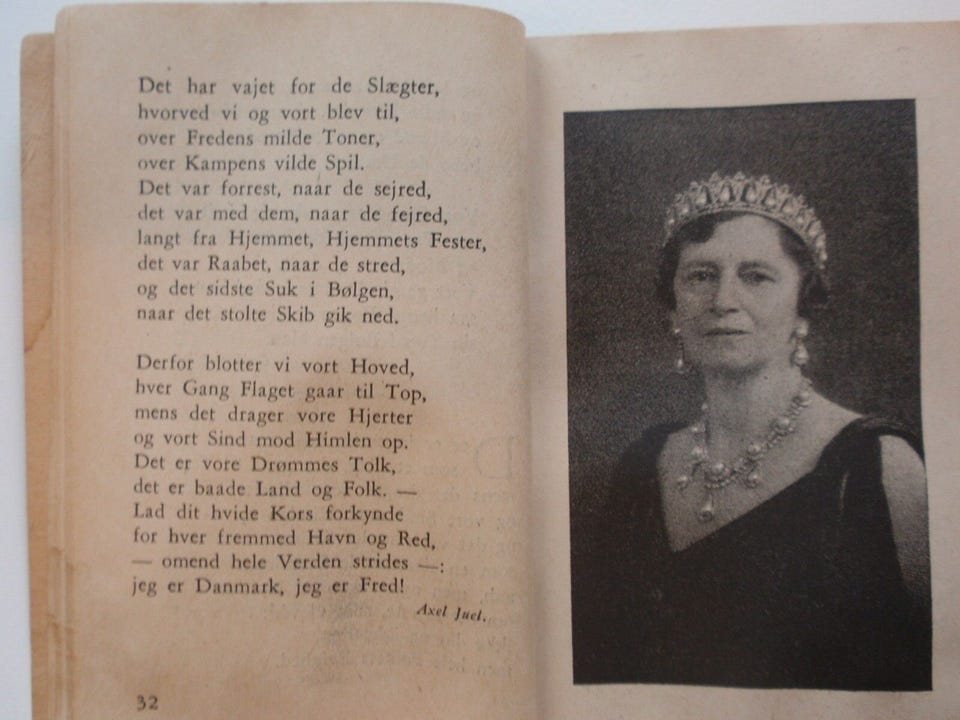 Det har vajet for de Slægter,
hvorved vi og vort blev til,
over Fredens milde Toner,
over Kampens vilde Spil.
Det var forrest, naar de sejred,
det var med dem, naar de fejred,
langt fra Hjemmet, Hjemmets Fester,
det var Raabet, naar de stred,
og det sidste Suk i Bølgen,
naar det stolte Skib gik ned.
Derfor blotter vi vort Hoved,
hver Gang Flaget gaar til Top,
mens det drager vore Hjerter
og vort Sind mod Himlen op.
Det er vore Drømmes Tolk,
det er baade Land og Folk. —
Lad dit hvide Kors forkynde
for hver fremmed Havn og Red,
— omend hele Verden strides —:
jeg er Danmark, jeg er Fred!
Axel Juel.
32